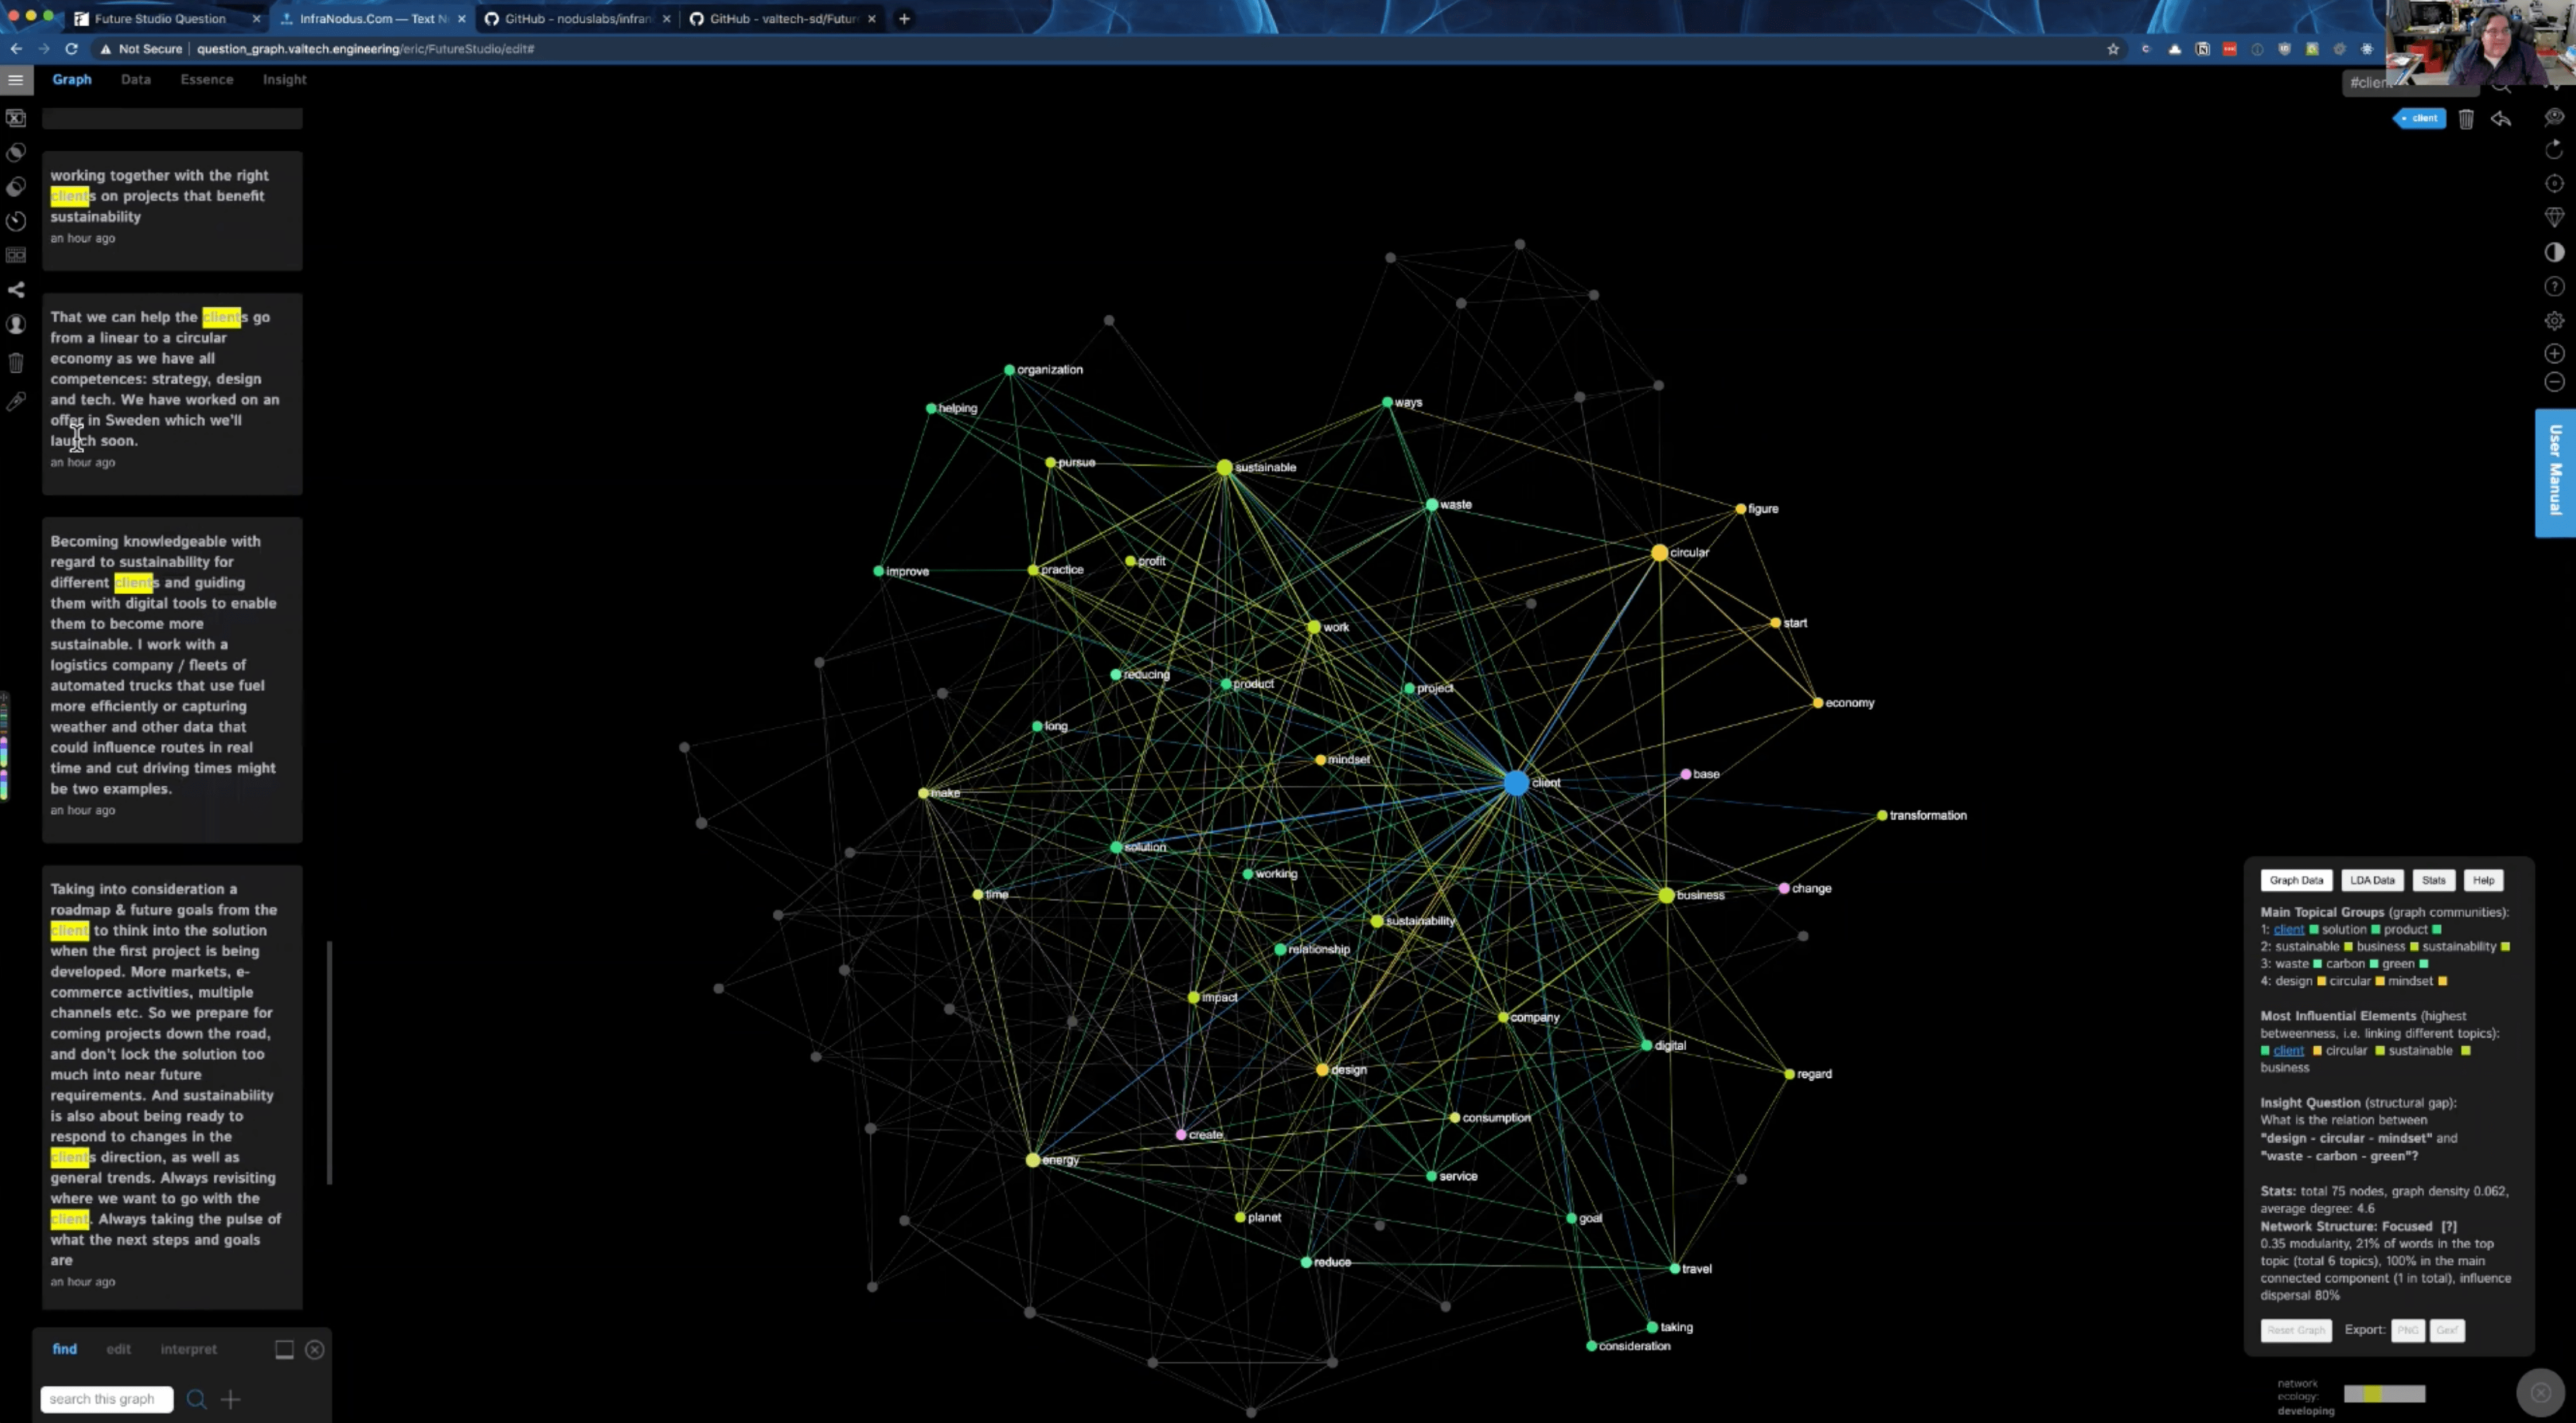 Future Studio Question
InfraNodus.Com — Text N
GitHub - noduslabs/infran
GitHub - valtech-sd/Future
Not Secure
question_graph.valtech.engineering/eric/FutureStudio/edit#
Graph
Data
Essence
Insight
#client
client
working together with the right
clients on projects that benefit
sustainability
an hour ago
That we can help the clients go
from a linear to a circular
economy as we have all
competences: strategy, design
and tech. We have worked on an
offer in Sweden which we'll
launch soon.
an hour ago
Becoming knowledgeable with
regard to sustainability for
different clients and guiding
them with digital tools to enable
them to become more
sustainable. I work with a
logistics company / fleets of
automated trucks that use fuel
more efficiently or capturing
weather and other data that
could influence routes in real
time and cut driving times might
be two examples.
an hour ago
Taking into consideration a
roadmap & future goals from the
client to think into the solution
when the first project is being
developed. More markets, e-
commerce activities, multiple
channels etc. So we prepare for
coming projects down the road,
and don't lock the solution too
much into near future
requirements. And sustainability
is also about being ready to
respond to changes in the
clients direction, as well as
general trends. Always revisiting
where we want to go with the
client. Always taking the pulse of
what the next steps and goals
are
an hour ago
find
edit
interpret
search this graph
organization
helping
ways
pursue
sustainable
waste
figure
circular
improve
practice
profit
work
start
reducing
product
project
economy
long
mindset
base
client
make
transformation
solution
working
change
time
business
sustainability
relationship
impact
company
digital
design
regard
consumption
create
energy
service
planet
goal
reduce
travel
taking
consideration
User Manual
Graph Data
LDA Data
Stats
Help
Main Topical Groups (graph communities):
1: client solution product
2: sustainable business sustainability
3: waste carbon green
4: design circular mindset
Most Influential Elements (highest
betweenness, i.e. linking different topics):
client circular sustainable
business
Insight Question (structural gap):
What is the relation between
"design - circular - mindset" and
"waste - carbon - green"?
Stats: total 75 nodes, graph density 0.062,
average degree: 4.6
Network Structure: Focused [?]
0.35 modularity, 21% of words in the top
topic (total 6 topics), 100% in the main
connected component (1 in total), influence
dispersal 80%
Reset Graph
Export:
PNG
Gexf
network
ecology:
developing